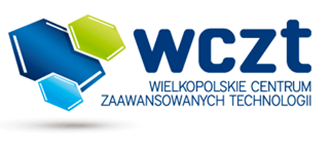 wczt
WIELKOPOLSKIE CENTRUM
ZAAWANSOWANYCH TECHNOLOGII